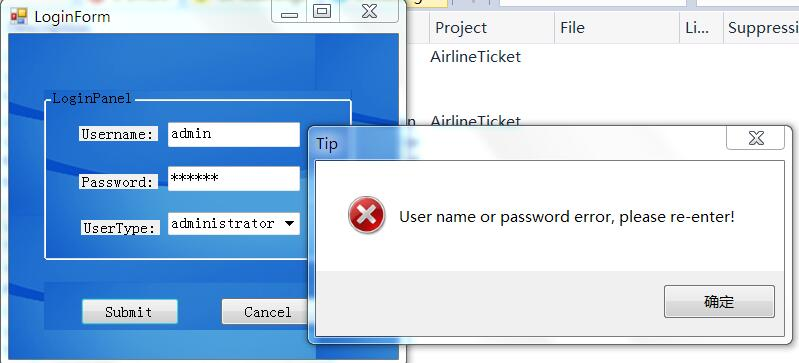 LoginForm
Project File Li... Suppressi
AirlineTicket
LoginPanel
AirlineTicket
Username: admin
Tip
Password: ******
User name or password error, please re-enter!
UserType: administrator
确定
Submit Cancel